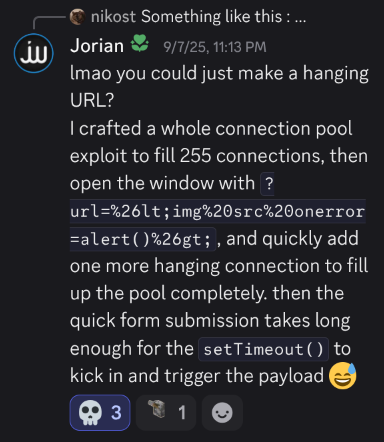 nikost Something like this : ...
jw
Jorian 9/7/25, 11:13 PM
lmao you could just make a hanging
URL?
I crafted a whole connection pool
exploit to fill 255 connections, then
open the window with ?
url=%26lt;img%20src%20onerror
=alert()%26gt;, and quickly add
one more hanging connection to fill
up the pool completely. then the
quick form submission takes long
enough for the setTimeout() to
kick in and trigger the payload 😅
💀 3 1